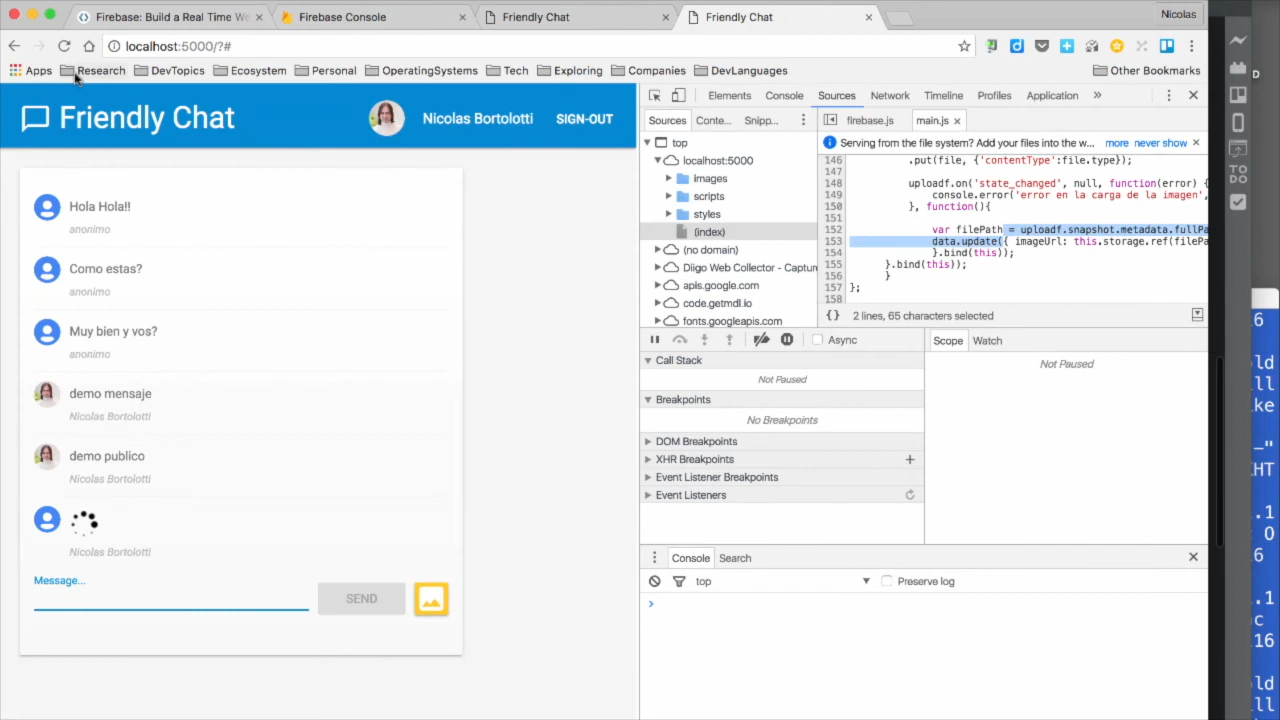 Firebase: Build a Real Time We
Firebase Console
Friendly Chat
Friendly Chat
Nicolas
localhost:5000/?#
Apps
Research
DevTopics
Ecosystem
Personal
OperatingSystems
Tech
Exploring
Companies
DevLanguages
Other Bookmarks
Friendly Chat
Nicolas Bortolotti
SIGN-OUT
Hola Hola!!
anonimo
Como estas?
anonimo
Muy bien y vos?
anonimo
demo mensaje
Nicolas Bortolotti
demo publico
Nicolas Bortolotti
Nicolas Bortolotti
Message...
SEND
Elements Console Sources Network Timeline Profiles Application »
Sources Conte... Snipp...
top
localhost:5000
images
scripts
styles
(index)
(no domain)
Diigo Web Collector - Capture
apis.google.com
code.getmdl.io
fonts.googleapis.com
firebase.js
main.js
Serving from the file system? Add your files into the w... more never show
146 .put(file, {'contentType':file.type});
147
148 uploadf.on('state_changed', null, function(error) {
149 console.error('error en la carga de la imagen',
150 }, function(){
151
152 var filePath = uploadf.snapshot.metadata.fullPa
153 data.update({ imageUrl: this.storage.ref(fileP
154 }.bind(this));
155 }.bind(this));
156 }
157 };
158
{} 2 lines, 65 characters selected
Async
Call Stack
Not Paused
Breakpoints
No Breakpoints
DOM Breakpoints
XHR Breakpoints
Event Listener Breakpoints
Event Listeners
Scope Watch
Not Paused
Console Search
top
Preserve log
TO
DO